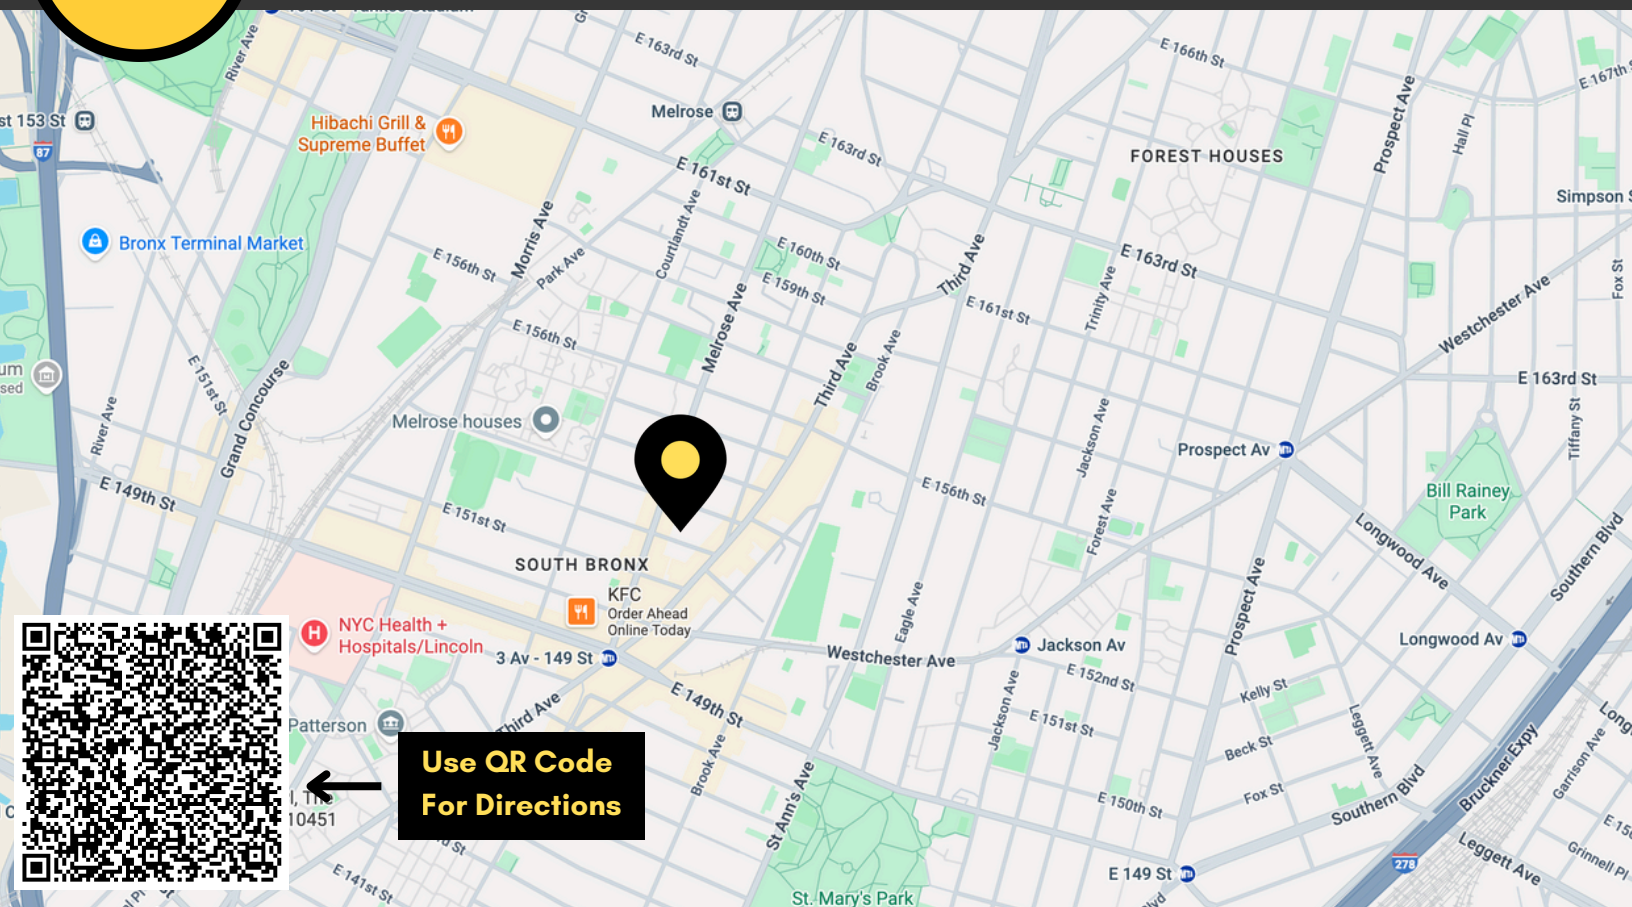 E 163rd St
E 166th St
E 167th
River Ave
Melrose
st 153 St
87
Hibachi Grill &
Supreme Buffet
E 163rd St
FOREST HOUSES
Prospect Ave
Hall Pl
E 161st St
Simpson
Bronx Terminal Market
Morris Ave
Courtlandt Ave
E 156th St
Park Ave
E 160th St
E 159th St
Third Ave
E 163rd St
Trinity Ave
E 161st St
Fox St
Westchester Ave
E 156th St
Melrose Ave
Third Ave
Brook Ave
E 151st St
um
sed
E 163rd St
River Ave
Grand Concourse
Melrose houses
Jackson Ave
Tiffany St
Prospect Av
E 149th St
E 151st St
E 156th St
Forest Ave
Bill Rainey
Park
Longwood Ave
Southern Blvd
SOUTH BRONX
KFC
Order Ahead
Online Today
Eagle Ave
Prospect Ave
H
NYC Health +
Hospitals/Lincoln
3 Av - 149 St
Westchester Ave
Jackson Av
Longwood Av
E 152nd St
E 149th St
Third Ave
Jackson Ave
E 151st St
Kelly St
Leggett Ave
Patterson
Beck St
Bruckner Expy
Garrison Ave
Long
Use QR Code
For Directions
Brook Ave
St Ann's Ave
E 150th St
Fox St
Southern Blvd
10451
E 141st St
St. Mary's Park
E 149 St
278
Leggett Ave
Grinnell Pl